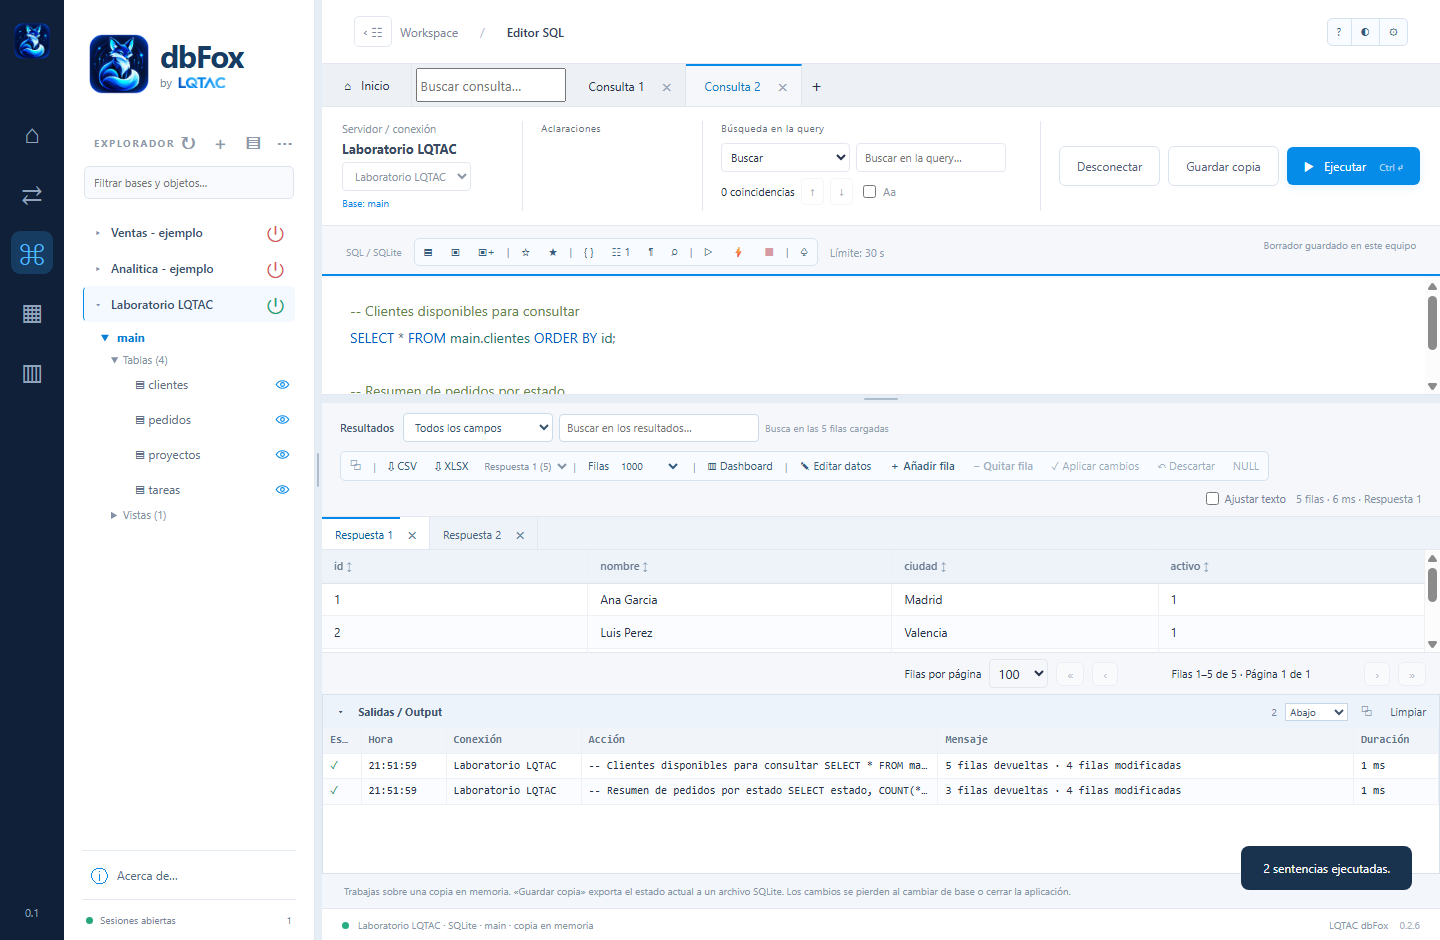 dbFox
by LQTAC
EXPLORADOR
Filtrar bases y objetos...
Ventas - ejemplo
Analítica - ejemplo
Laboratorio LQTAC
main
Tablas (4)
clientes
pedidos
proyectos
tareas
Vistas (1)
Acerca de...
Sesiones abiertas 1
0.1
Workspace / Editor SQL
?
Inicio
Buscar consulta...
Consulta 1 ×
Consulta 2 ×
+
Servidor / conexión
Laboratorio LQTAC
Laboratorio LQTAC
Base: main
Aclaraciones
Búsqueda en la query
Buscar
Buscar en la query...
0 coincidencias ↑ ↓ Aa
Desconectar
Guardar copia
Ejecutar Ctrl ↵
SQL / SQLite
{ } 1 ¶
Límite: 30 s
Borrador guardado en este equipo
-- Clientes disponibles para consultar
SELECT * FROM main.clientes ORDER BY id;
-- Resumen de pedidos por estado
Resultados
Todos los campos
Buscar en los resultados...
Busca en las 5 filas cargadas
CSV
XLSX
Respuesta 1 (5)
Filas 1000
Dashboard
Editar datos
+ Añadir fila
− Quitar fila
✓ Aplicar cambios
Descartar
NULL
Ajustar texto 5 filas · 6 ms · Respuesta 1
Respuesta 1 ×
Respuesta 2 ×
id ↕ nombre ↕ ciudad ↕ activo ↕
1 Ana Garcia Madrid 1
2 Luis Perez Valencia 1
Filas por página 100 « ‹ Filas 1–5 de 5 · Página 1 de 1 › »
Salidas / Output
2 Abajo Limpiar
Es… Hora Conexión Acción Mensaje Duración
✓ 21:51:59 Laboratorio LQTAC -- Clientes disponibles para consultar SELECT * FROM ma… 5 filas devueltas · 4 filas modificadas 1 ms
✓ 21:51:59 Laboratorio LQTAC -- Resumen de pedidos por estado SELECT estado, COUNT(*… 3 filas devueltas · 4 filas modificadas 1 ms
2 sentencias ejecutadas.
Trabajas sobre una copia en memoria. «Guardar copia» exporta el estado actual a un archivo SQLite. Los cambios se pierden al cambiar de base o cerrar la aplicación.
Laboratorio LQTAC · SQLite · main · copia en memoria
LQTAC dbFox 0.2.6